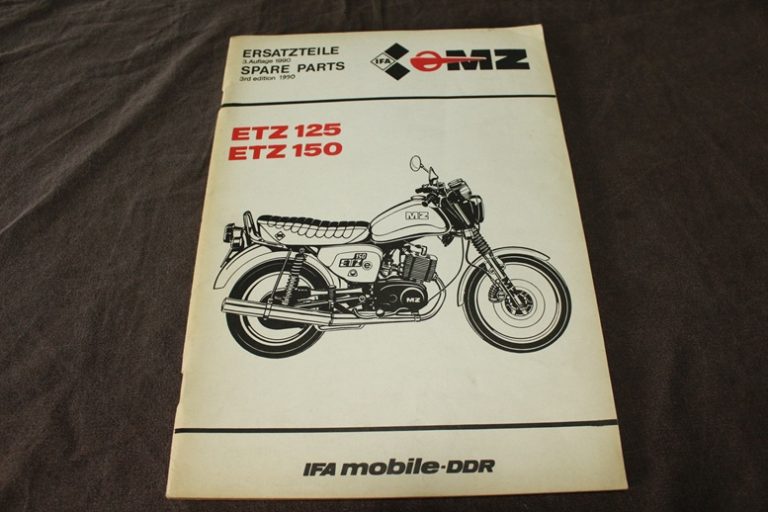 ERSATZTEILE
3. Auflage 1990
SPARE PARTS
3rd edition 1990
IFA
MZ
ETZ 125
ETZ 150
MZ
150
ETZ e
MZ
IFA mobile-DDR